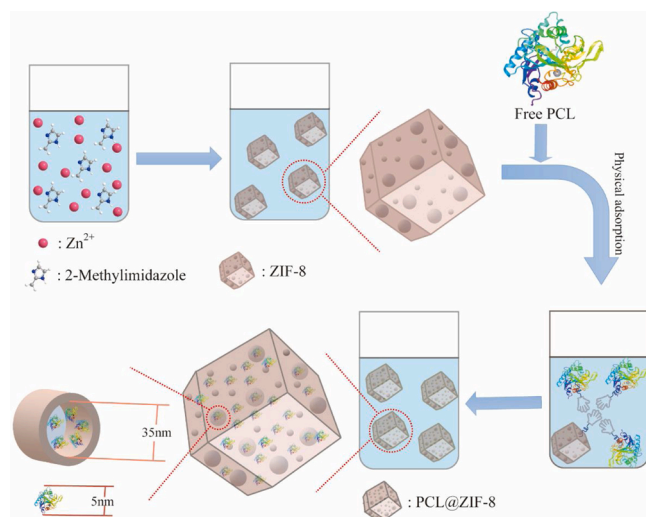 Free PCL
Physical adsorption
: Zn²⁺
: 2-Methylimidazole
: ZIF-8
35nm
5nm
: PCL@ZIF-8